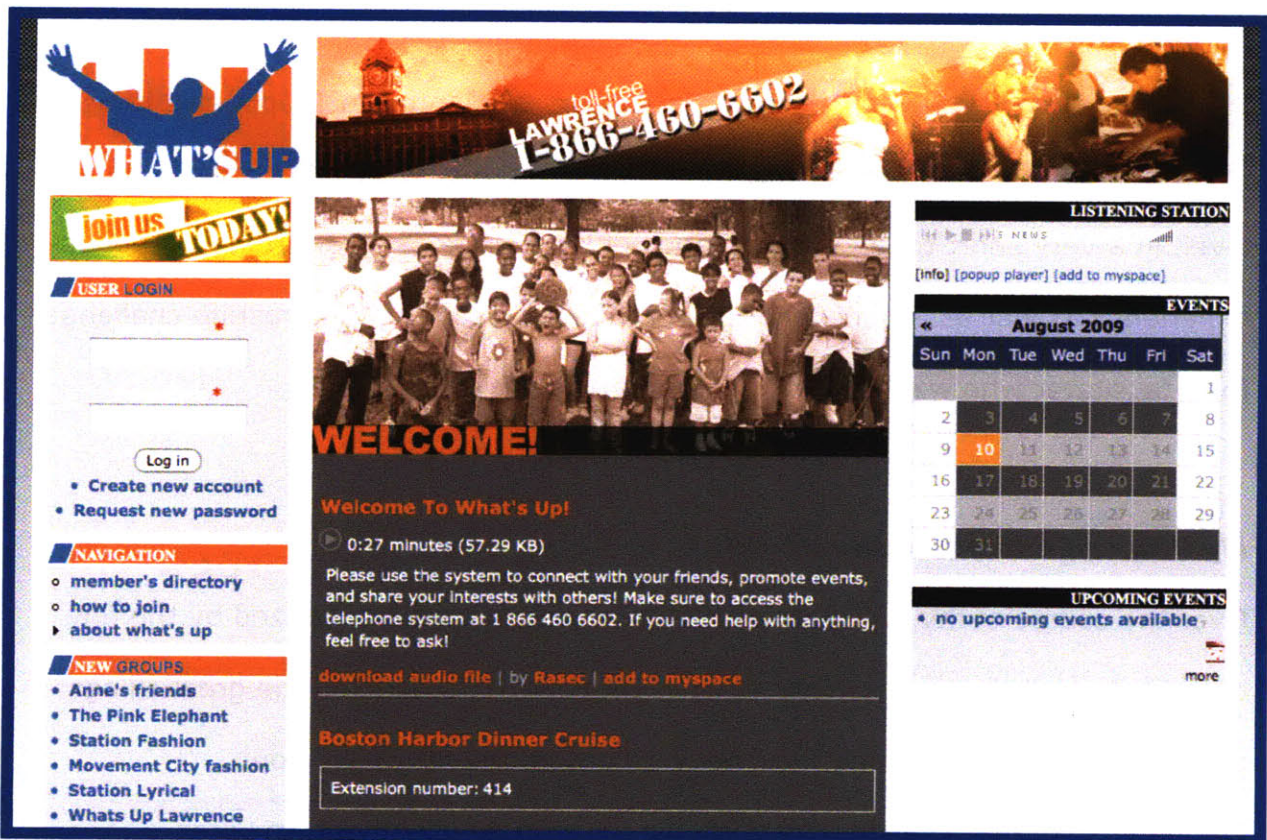 WHAT'S UP
toll-free
LAWRENCE
1-866-460-6602
join us TODAY!
USER LOGIN
*
*
Log in
• Create new account
• Request new password
NAVIGATION
member's directory
how to join
about what's up
NEW GROUPS
• Anne's friends
• The Pink Elephant
• Station Fashion
• Movement City fashion
• Station Lyrical
• Whats Up Lawrence
WELCOME!
Welcome To What's Up!
0:27 minutes (57.29 KB)
Please use the system to connect with your friends, promote events,
and share your interests with others! Make sure to access the
telephone system at 1 866 460 6602. If you need help with anything,
feel free to ask!
download audio file | by Rasec | add to myspace
Boston Harbor Dinner Cruise
Extension number: 414
LISTENING STATION
NEWS
[info] [popup player] [add to myspace]
EVENTS
« August 2009
Sun Mon Tue Wed Thu Fri Sat
1
2 3 4 5 6 7 8
9 10 11 12 13 14 15
16 17 18 19 20 21 22
23 24 25 26 27 28 29
30 31
UPCOMING EVENTS
• no upcoming events available
more